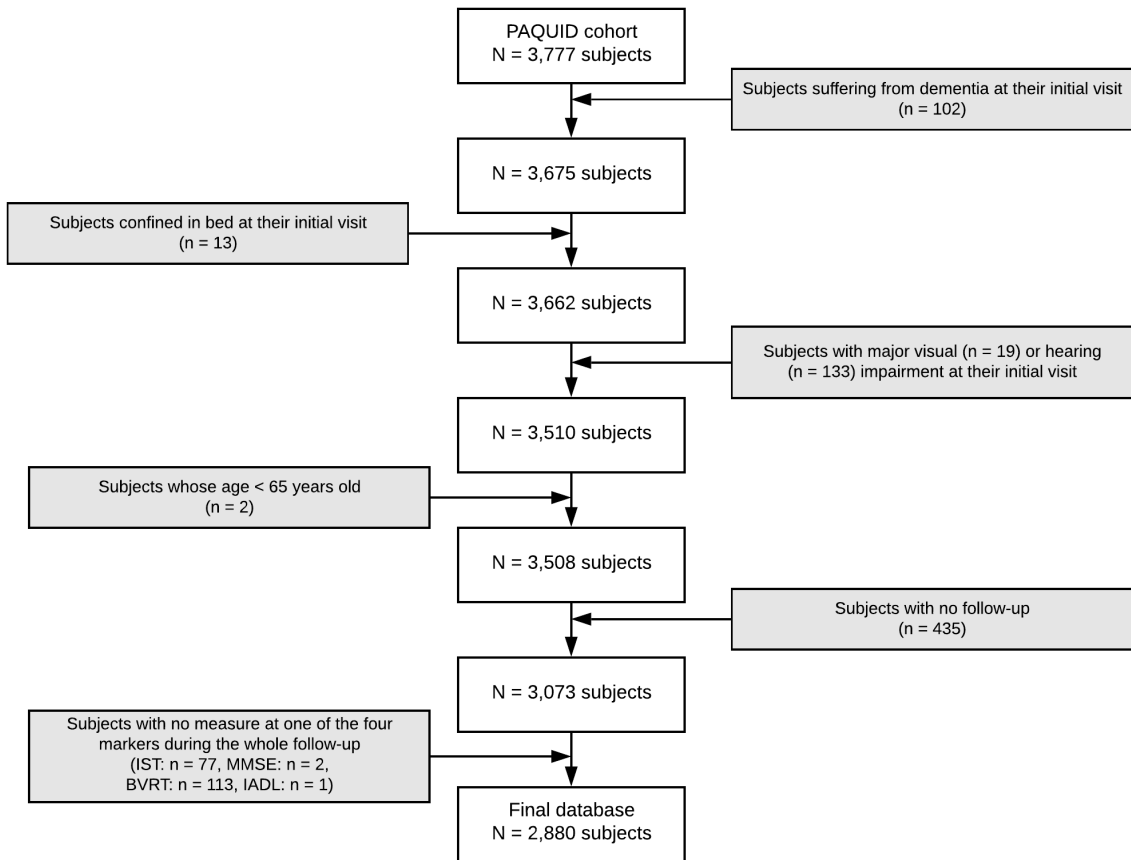 PAQUID cohort
N = 3,777 subjects
Subjects suffering from dementia at their initial visit
(n = 102)
N = 3,675 subjects
Subjects confined in bed at their initial visit
(n = 13)
N = 3,662 subjects
Subjects with major visual (n = 19) or hearing
(n = 133) impairment at their initial visit
N = 3,510 subjects
Subjects whose age < 65 years old
(n = 2)
N = 3,508 subjects
Subjects with no follow-up
(n = 435)
N = 3,073 subjects
Subjects with no measure at one of the four
markers during the whole follow-up
(IST: n = 77, MMSE: n = 2,
BVRT: n = 113, IADL: n = 1)
Final database
N = 2,880 subjects